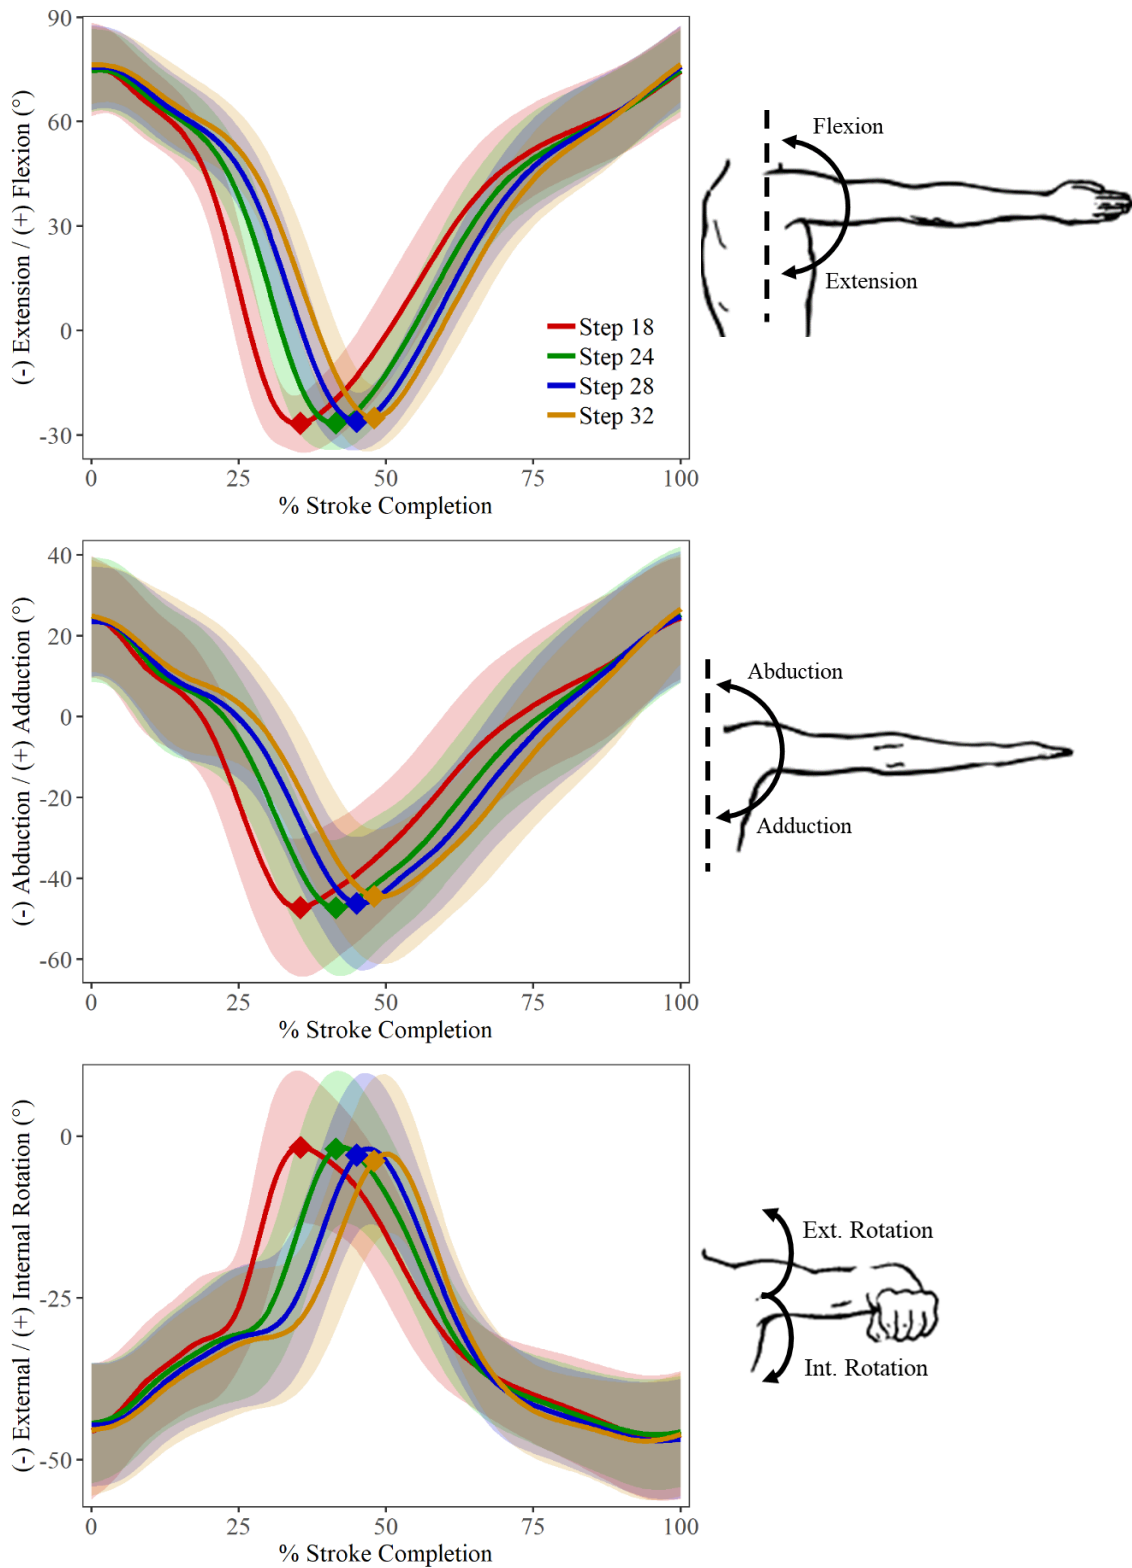 (-) Extension / (+) Flexion (°)
90
60
30
0
-30
Step 18
Step 24
Step 28
Step 32
0 25 50 75 100
% Stroke Completion
Flexion
Extension
(-) Abduction / (+) Adduction (°)
40
20
0
-20
-40
-60
0 25 50 75 100
% Stroke Completion
Abduction
Adduction
(-) External / (+) Internal Rotation (°)
0
-25
-50
0 25 50 75 100
% Stroke Completion
Ext. Rotation
Int. Rotation